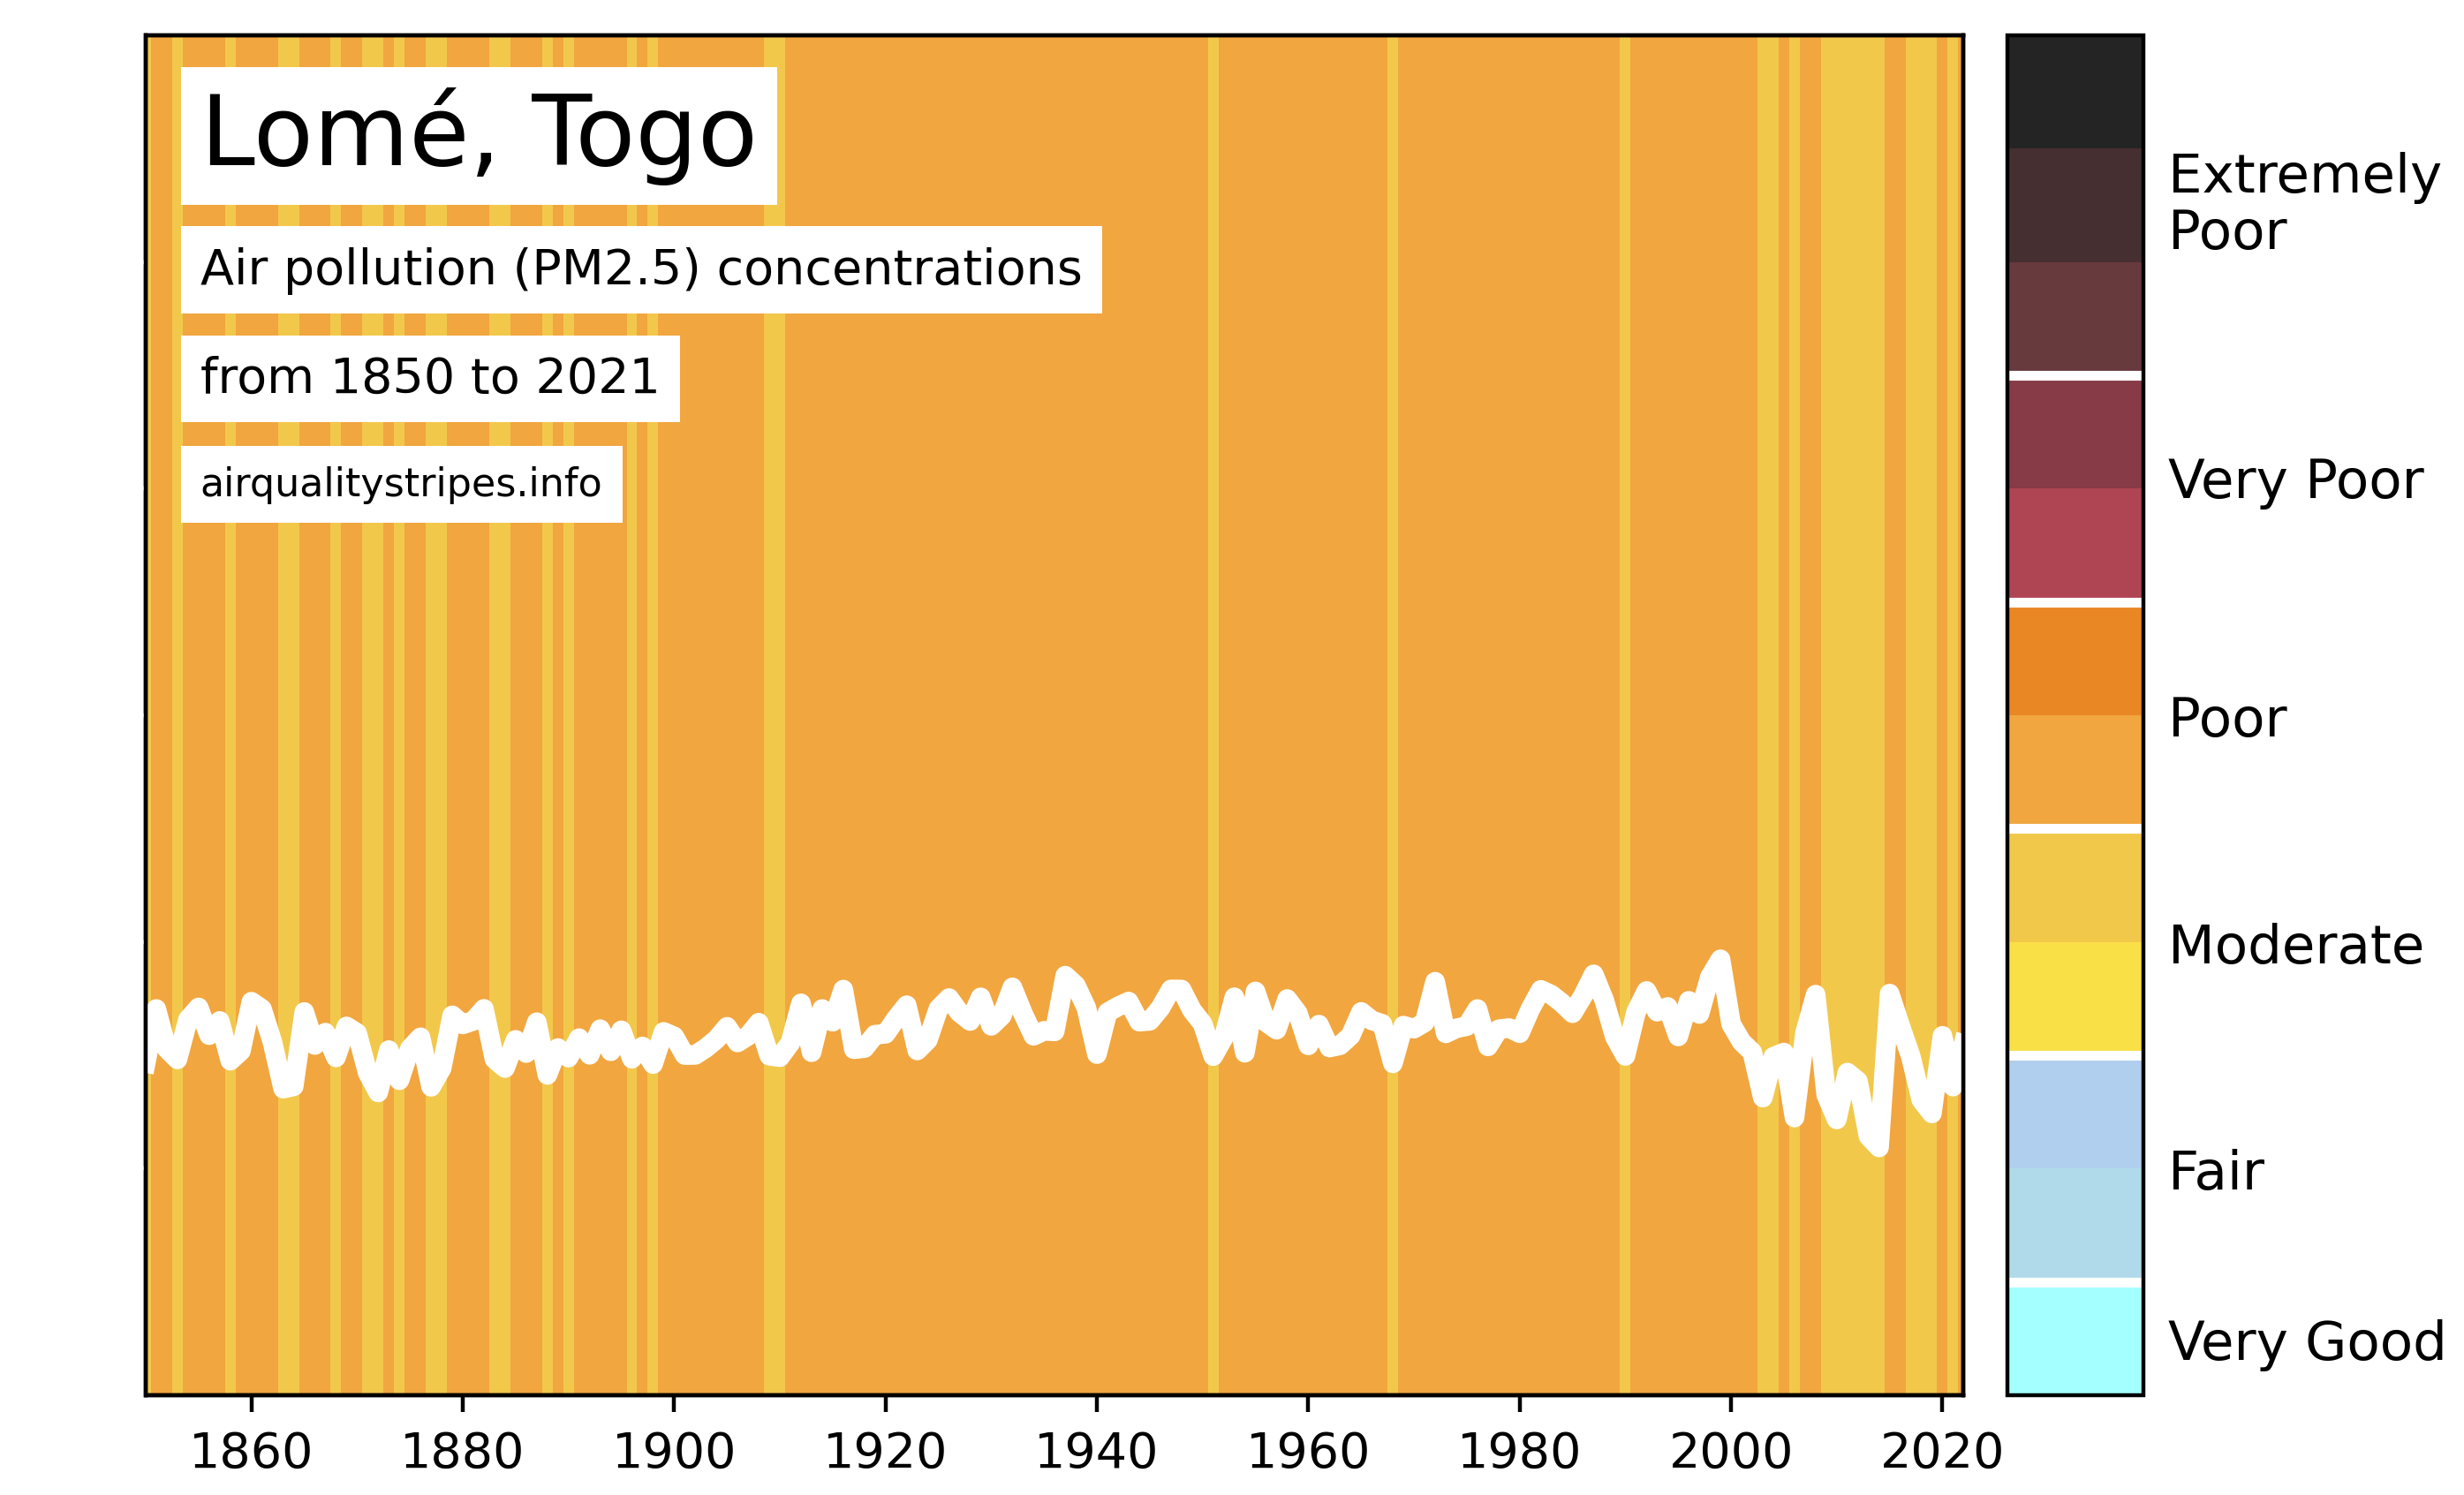 Lomé, Togo
Air pollution (PM2.5) concentrations
from 1850 to 2021
airqualitystripes.info
Extremely
Poor
Very Poor
Poor
Moderate
Fair
Very Good
1860 1880 1900 1920 1940 1960 1980 2000 2020